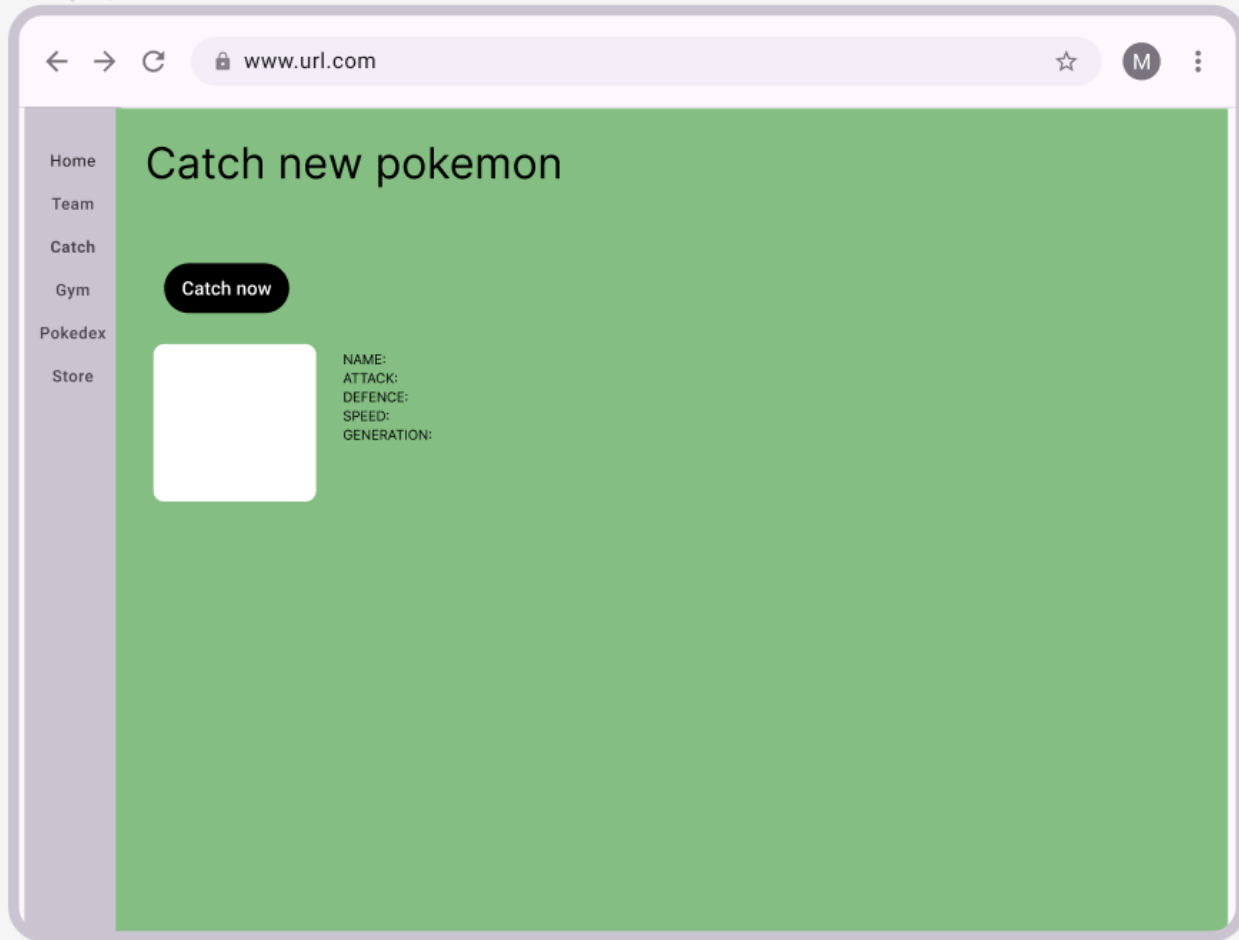 www.url.com
M
Home
Team
Catch
Gym
Pokedex
Store
Catch new pokemon
Catch now
NAME:
ATTACK:
DEFENCE:
SPEED:
GENERATION: